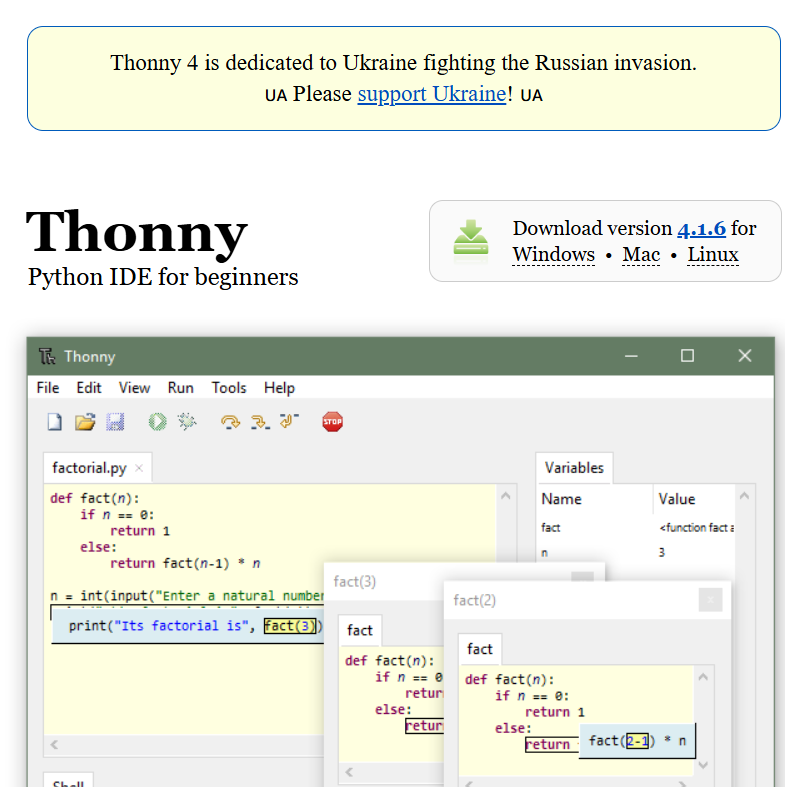 Thonny 4 is dedicated to Ukraine fighting the Russian invasion.
UA Please support Ukraine! UA
Thonny
Python IDE for beginners
Download version 4.1.6 for
Windows • Mac • Linux
Thonny
File Edit View Run Tools Help
STOP
factorial.py
def fact(n):
    if n == 0:
        return 1
    else:
        return fact(n-1) * n
n = int(input("Enter a natural number
print("Its factorial is", fact(3))
Variables
Name Value
fact <function fact a
n 3
fact(3)
fact
def fact(n):
    if n == 0
        retur
    else:
        retur
fact(2)
fact
def fact(n):
    if n == 0:
        return 1
    else:
        return fact(2-1) * n
Shell